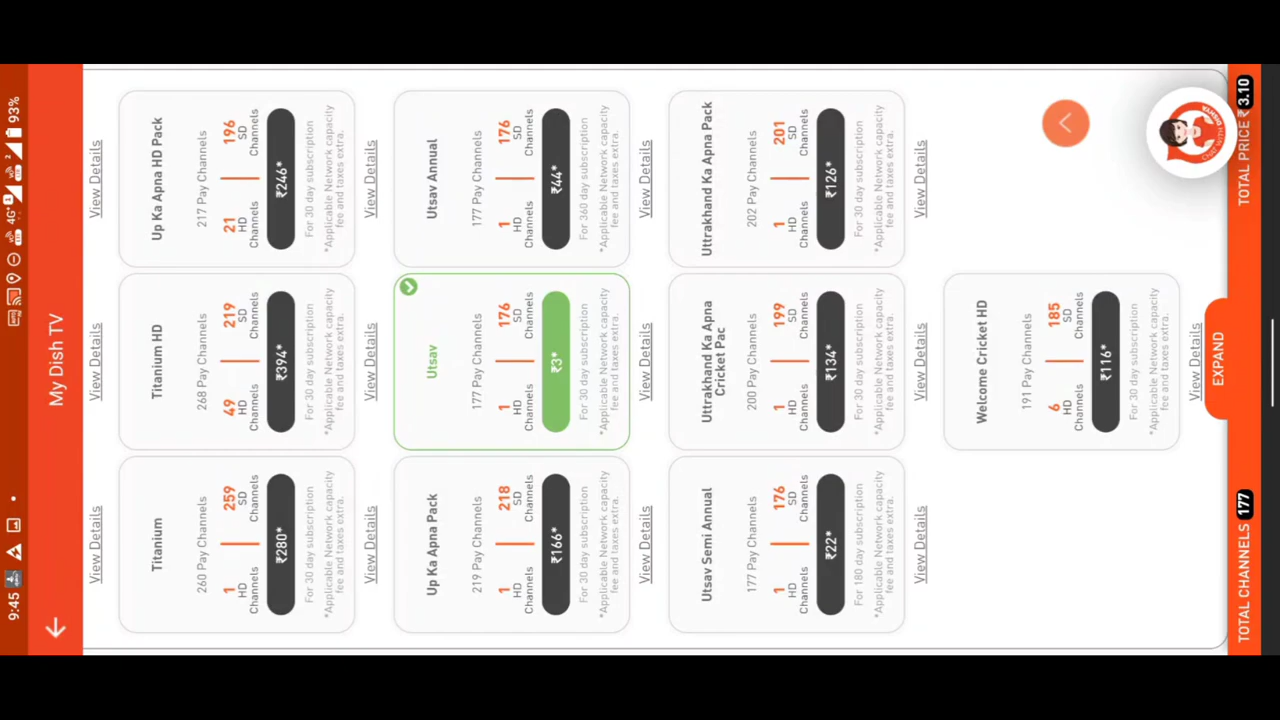 9:45
4G+
93%
My Dish TV
View Details
View Details
View Details
Titanium
260 Pay Channels
1 HD Channels
259 SD Channels
₹280*
For 30 day subscription
*Applicable Network capacity
fee and taxes extra.
View Details
Titanium HD
268 Pay Channels
49 HD Channels
219 SD Channels
₹394*
For 30 day subscription
*Applicable Network capacity
fee and taxes extra.
View Details
Up Ka Apna HD Pack
217 Pay Channels
21 HD Channels
196 SD Channels
₹246*
For 30 day subscription
*Applicable Network capacity
fee and taxes extra.
View Details
Up Ka Apna Pack
219 Pay Channels
1 HD Channels
218 SD Channels
₹166*
For 30 day subscription
*Applicable Network capacity
fee and taxes extra.
View Details
Utsav
177 Pay Channels
1 HD Channels
176 SD Channels
₹3*
For 30 day subscription
*Applicable Network capacity
fee and taxes extra.
View Details
Utsav Annual
177 Pay Channels
1 HD Channels
176 SD Channels
₹44*
For 360 day subscription
*Applicable Network capacity
fee and taxes extra.
View Details
Utsav Semi Annual
177 Pay Channels
1 HD Channels
176 SD Channels
₹22*
For 180 day subscription
*Applicable Network capacity
fee and taxes extra.
View Details
Uttrakhand Ka Apna
Cricket Pac
200 Pay Channels
1 HD Channels
199 SD Channels
₹134*
For 30 day subscription
*Applicable Network capacity
fee and taxes extra.
View Details
Uttrakhand Ka Apna Pack
202 Pay Channels
1 HD Channels
201 SD Channels
₹126*
For 30 day subscription
*Applicable Network capacity
fee and taxes extra.
View Details
Welcome Cricket HD
191 Pay Channels
6 HD Channels
185 SD Channels
₹116*
For 30 day subscription
*Applicable Network capacity
fee and taxes extra.
View Details
CHAT WITH DISHA
EXPAND
TOTAL CHANNELS 177
TOTAL PRICE ₹ 3.10